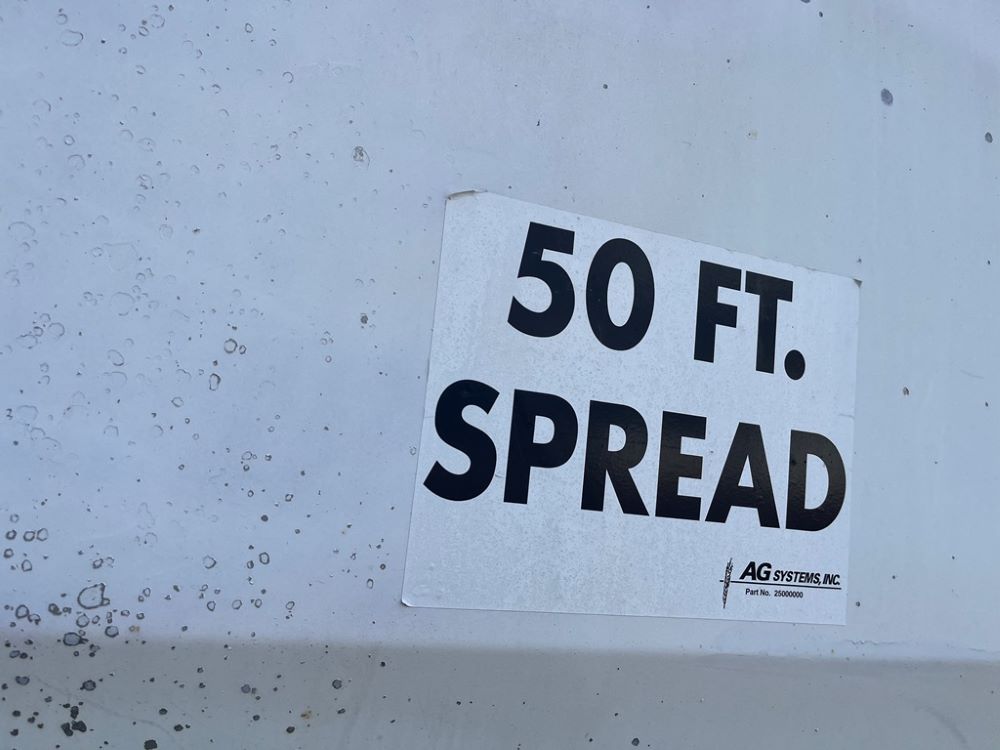 50 FT.
SPREAD
AG SYSTEMS, INC.
Part No. 25000000